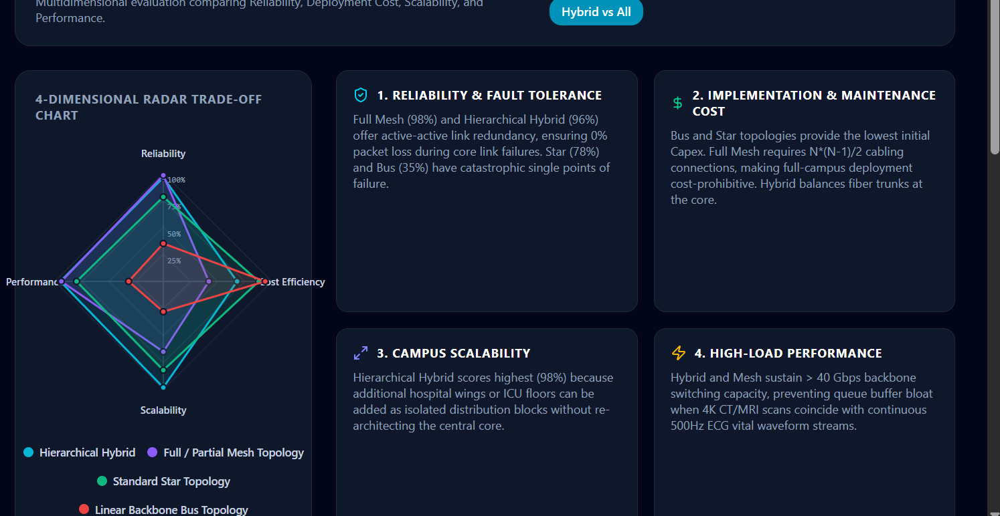 Multidimensional evaluation comparing Reliability, Deployment Cost, Scalability, and
Performance.
Hybrid vs All
4-DIMENSIONAL RADAR TRADE-OFF
CHART
Reliability
100%
75%
50%
25%
Performanc
ost Efficiency
Scalability
Hierarchical Hybrid
Full / Partial Mesh Topology
Standard Star Topology
Linear Backbone Bus Topology
1. RELIABILITY & FAULT TOLERANCE
Full Mesh (98%) and Hierarchical Hybrid (96%)
offer active-active link redundancy, ensuring 0%
packet loss during core link failures. Star (78%)
and Bus (35%) have catastrophic single points of
failure.
2. IMPLEMENTATION & MAINTENANCE
COST
Bus and Star topologies provide the lowest initial
Capex. Full Mesh requires N*(N-1)/2 cabling
connections, making full-campus deployment
cost-prohibitive. Hybrid balances fiber trunks at
the core.
3. CAMPUS SCALABILITY
Hierarchical Hybrid scores highest (98%) because
additional hospital wings or ICU floors can be
added as isolated distribution blocks without re-
architecting the central core.
4. HIGH-LOAD PERFORMANCE
Hybrid and Mesh sustain > 40 Gbps backbone
switching capacity, preventing queue buffer bloat
when 4K CT/MRI scans coincide with continuous
500Hz ECG vital waveform streams.